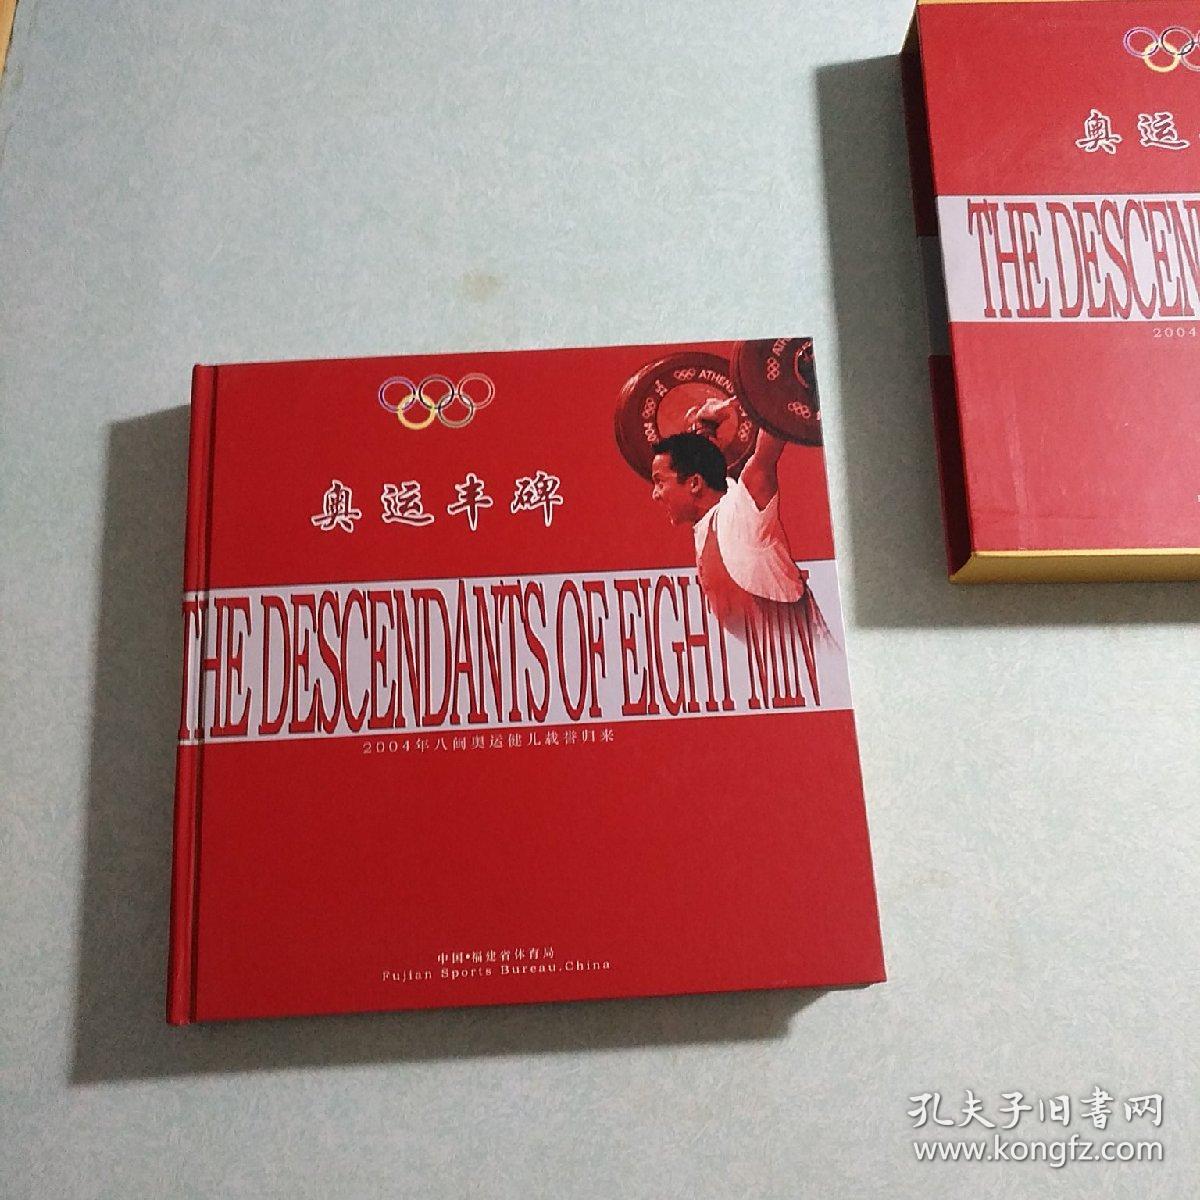 奥运丰碑
THE DESCENDANTS OF EIGHT MIN
2004年八闽奥运健儿载誉归来
中国•福建省体育局
Fujian Sports Bureau.China
ATHENS
2004
ATH
奥运
THE DESCEN
2004
孔夫子旧书网
www.kongfz.com